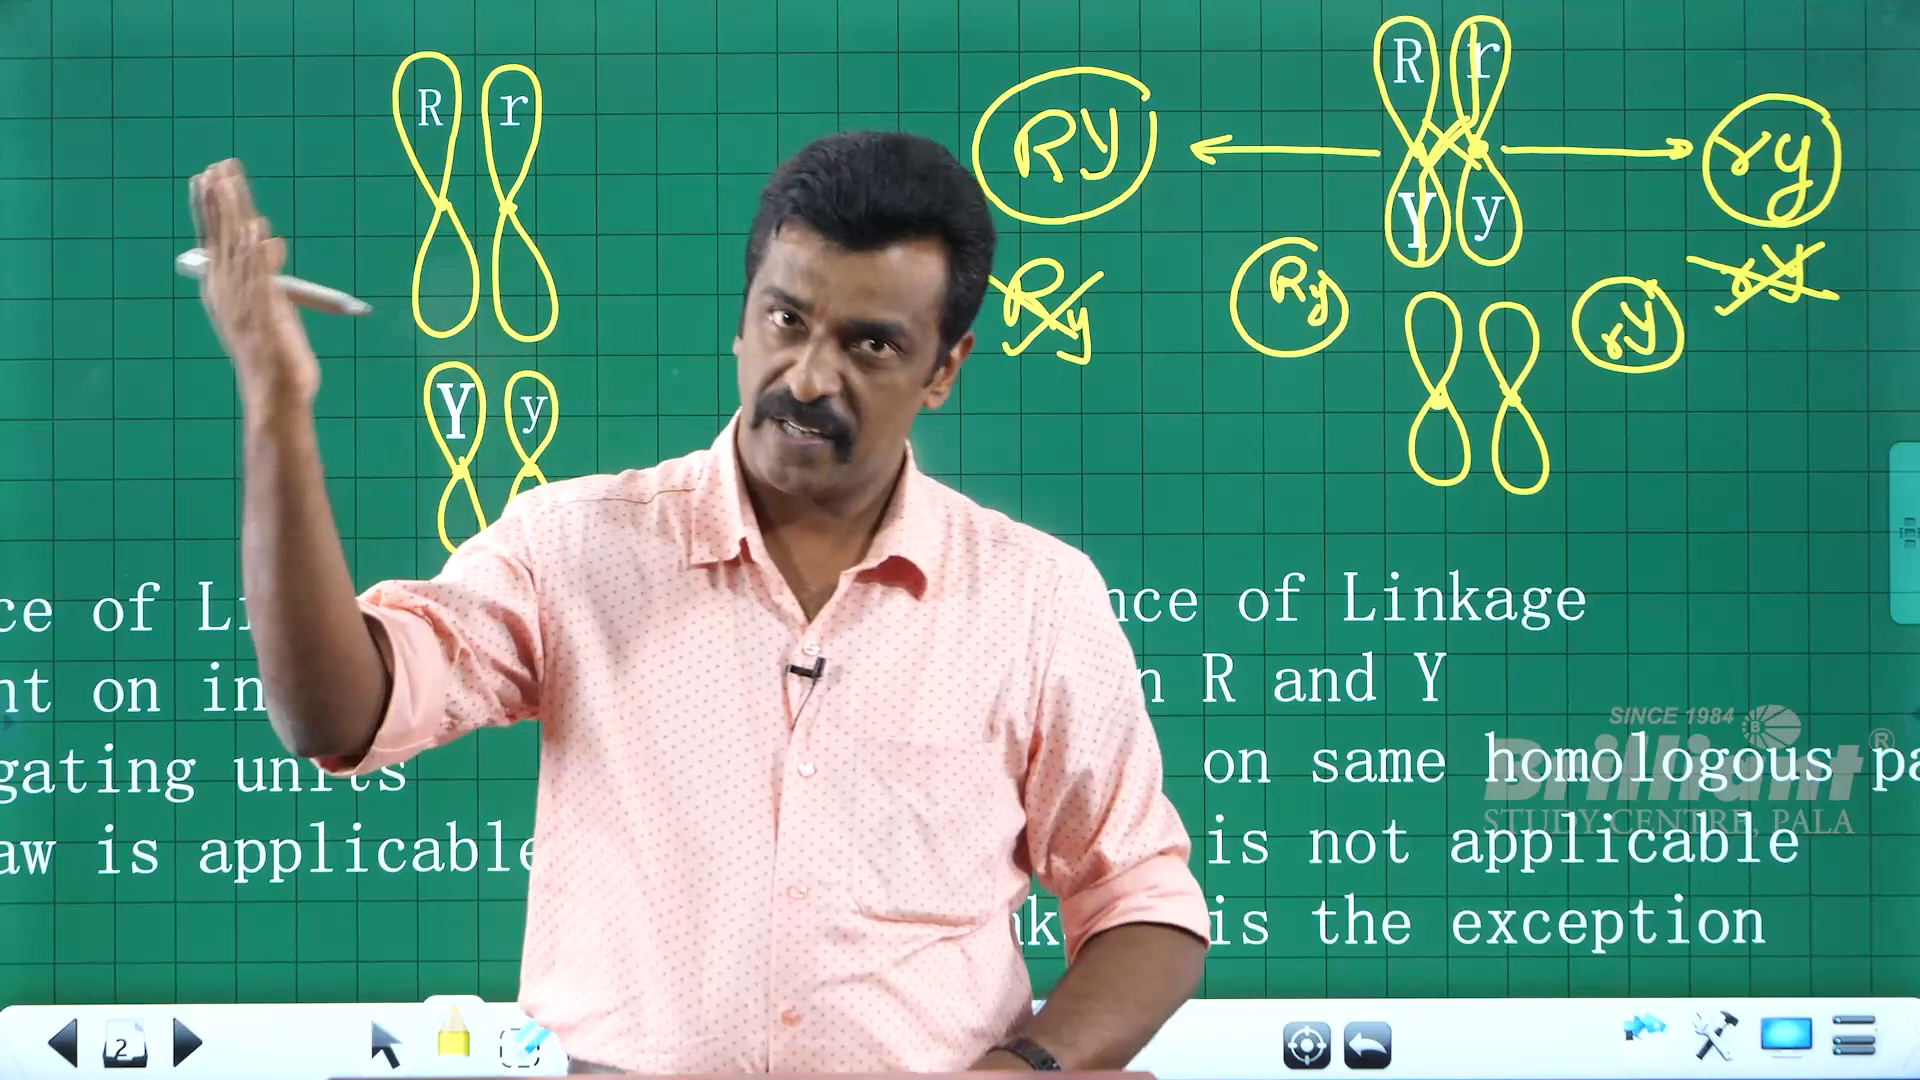 R r
Y y
R r
Y y
RY
ry
Ry
rY
Ry
rY
ce of
nt on in
gating units
aw is applicable
nce of Linkage
n R and Y
on same homologous pa
is not applicable
is the exception
SINCE 1984
Brilliant®
STUDY CENTRE, PALA
2